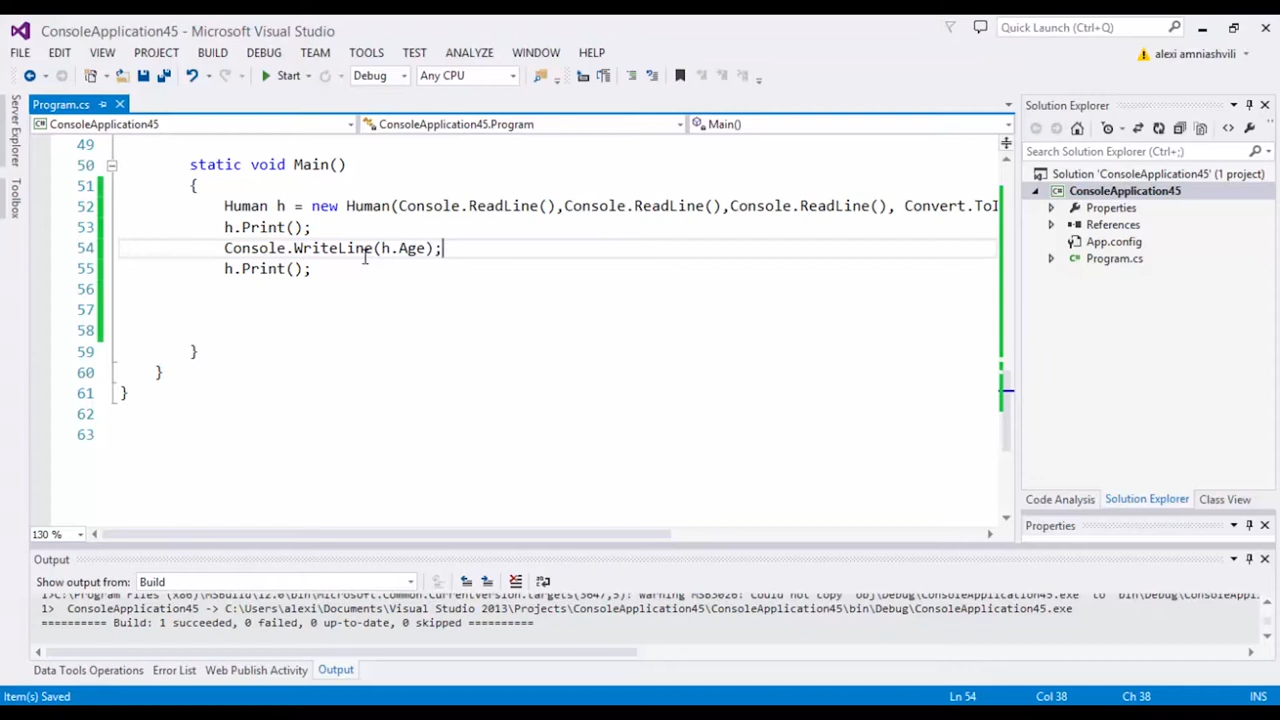 ConsoleApplication45 - Microsoft Visual Studio
Quick Launch (Ctrl+Q)
FILE EDIT VIEW PROJECT BUILD DEBUG TEAM TOOLS TEST ANALYZE WINDOW HELP
alexi amniashvili
Start Debug Any CPU
Server Explorer
Toolbox
Program.cs
ConsoleApplication45 ConsoleApplication45.Program Main()
49
50 static void Main()
51 {
52 Human h = new Human(Console.ReadLine(),Console.ReadLine(),Console.ReadLine(), Convert.ToI
53 h.Print();
54 Console.WriteLine(h.Age);
55 h.Print();
56
57
58
59 }
60 }
61 }
62
63
130 %
Solution Explorer
Search Solution Explorer (Ctrl+;)
Solution 'ConsoleApplication45' (1 project)
ConsoleApplication45
Properties
References
App.config
Program.cs
Code Analysis Solution Explorer Class View
Properties
Output
Show output from: Build
1> ConsoleApplication45 -> C:\Users\alexi\Documents\Visual Studio 2013\Projects\ConsoleApplication45\ConsoleApplication45\bin\Debug\ConsoleApplication45.exe
========== Build: 1 succeeded, 0 failed, 0 up-to-date, 0 skipped ==========
Data Tools Operations Error List Web Publish Activity Output
Item(s) Saved Ln 54 Col 38 Ch 38 INS